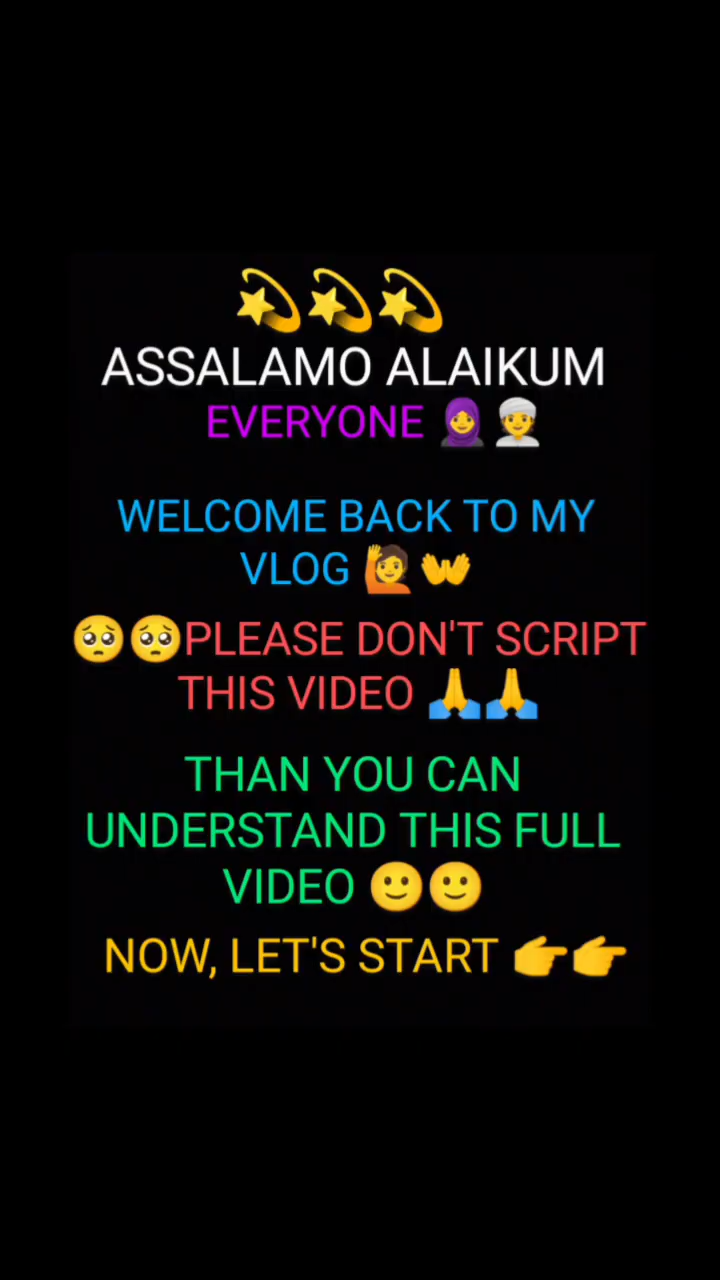 💫💫💫
ASSALAMO ALAIKUM
EVERYONE 🧕👳
WELCOME BACK TO MY
VLOG 🙋👐
🥺🥺PLEASE DON'T SCRIPT
THIS VIDEO 🙏🙏
THAN YOU CAN
UNDERSTAND THIS FULL
VIDEO 🙂🙂
NOW, LET'S START 👉👉